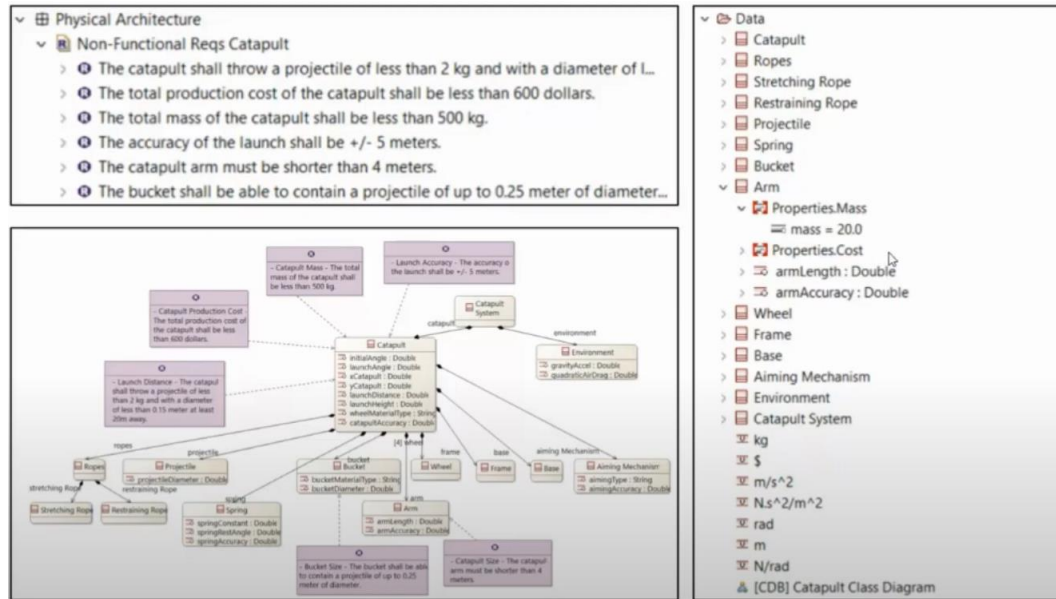 Physical Architecture
Non-Functional Reqs Catapult
The catapult shall throw a projectile of less than 2 kg and with a diameter of l...
The total production cost of the catapult shall be less than 600 dollars.
The total mass of the catapult shall be less than 500 kg.
The accuracy of the launch shall be +/- 5 meters.
The catapult arm must be shorter than 4 meters.
The bucket shall be able to contain a projectile of up to 0.25 meter of diameter...
- Catapult Mass - The total
mass of the catapult shall
be less than 500 kg.
- Launch Accuracy - The accuracy o
the launch shall be +/- 5 meters.
- Catapult Production Cost -
The total production cost of
the catapult shall be less
than 600 dollars.
Catapult
System
catapult
environment
Catapult
initialAngle : Double
launchAngle : Double
xCatapult : Double
yCatapult : Double
launchDistance : Double
launchHeight : Double
wheelMaterialType : String
catapultAccuracy : Double
Environment
gravityAccel : Double
quadraticAirDrag : Double
- Launch Distance - The catapul
shall throw a projectile of less
than 2 kg and with a diameter
of less than 0.15 meter at least
20m away.
ropes
projectile
bucket
[4] wheel
frame
base
aiming Mechanism
Ropes
Projectile
projectileDiameter : Double
Bucket
bucketMaterialType : String
bucketDiameter : Double
Wheel
Frame
Base
Aiming Mechanism
aimingType : String
aimingAccuracy : Double
stretching Rope
restraining Rope
spring
arm
Stretching Rope
Restraining Rope
Spring
springConstant : Double
springRestAngle : Double
springAccuracy : Double
Arm
armLength : Double
armAccuracy : Double
- Bucket Size - The bucket shall be abl
to contain a projectile of up to 0.25
meter of diameter.
- Catapult Size - The catapul
arm must be shorter than 4
meters.
Data
Catapult
Ropes
Stretching Rope
Restraining Rope
Projectile
Spring
Bucket
Arm
Properties.Mass
mass = 20.0
Properties.Cost
armLength : Double
armAccuracy : Double
Wheel
Frame
Base
Aiming Mechanism
Environment
Catapult System
kg
$
m/s^2
N.s^2/m^2
rad
m
N/rad
[CDB] Catapult Class Diagram